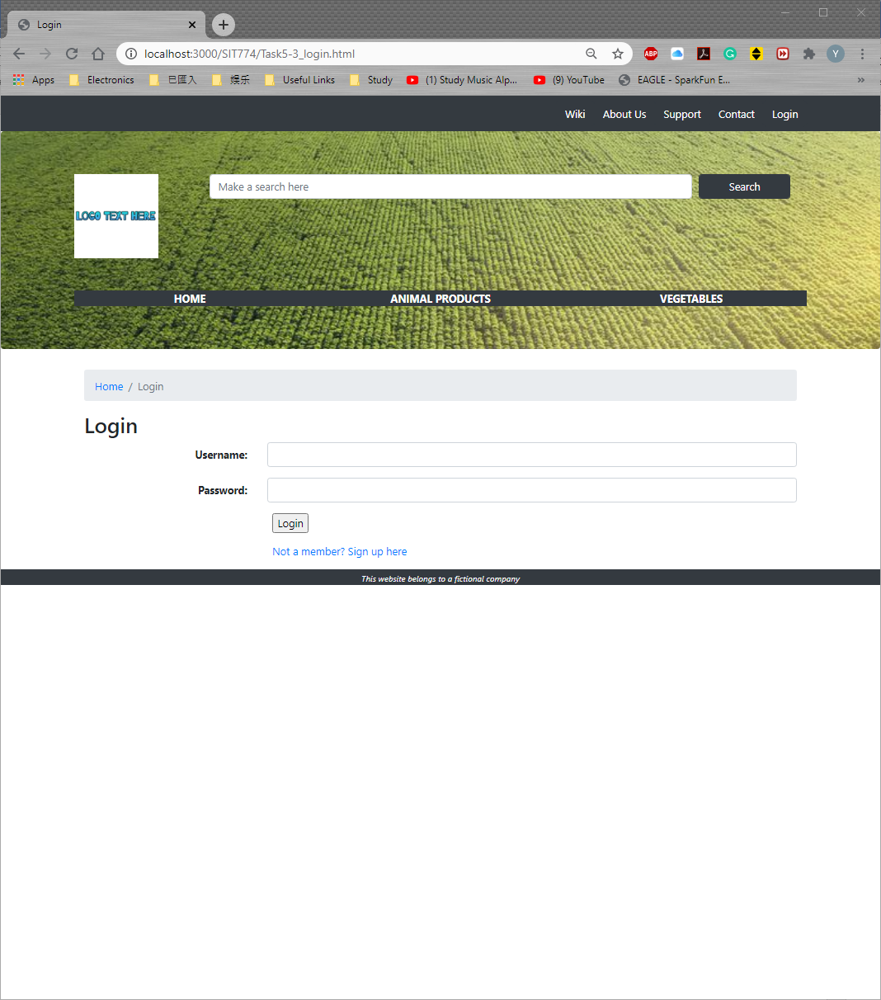 Login
localhost:3000/SIT774/Task5-3_login.html
ABP
Y
Apps Electronics 已匯入 娱乐 Useful Links Study (1) Study Music Alp... (9) YouTube EAGLE - SparkFun E... »
Wiki About Us Support Contact Login
LOGO TEXT HERE
Make a search here Search
HOME ANIMAL PRODUCTS VEGETABLES
Home / Login
Login
Username:
Password:
Login
Not a member? Sign up here
This website belongs to a fictional company